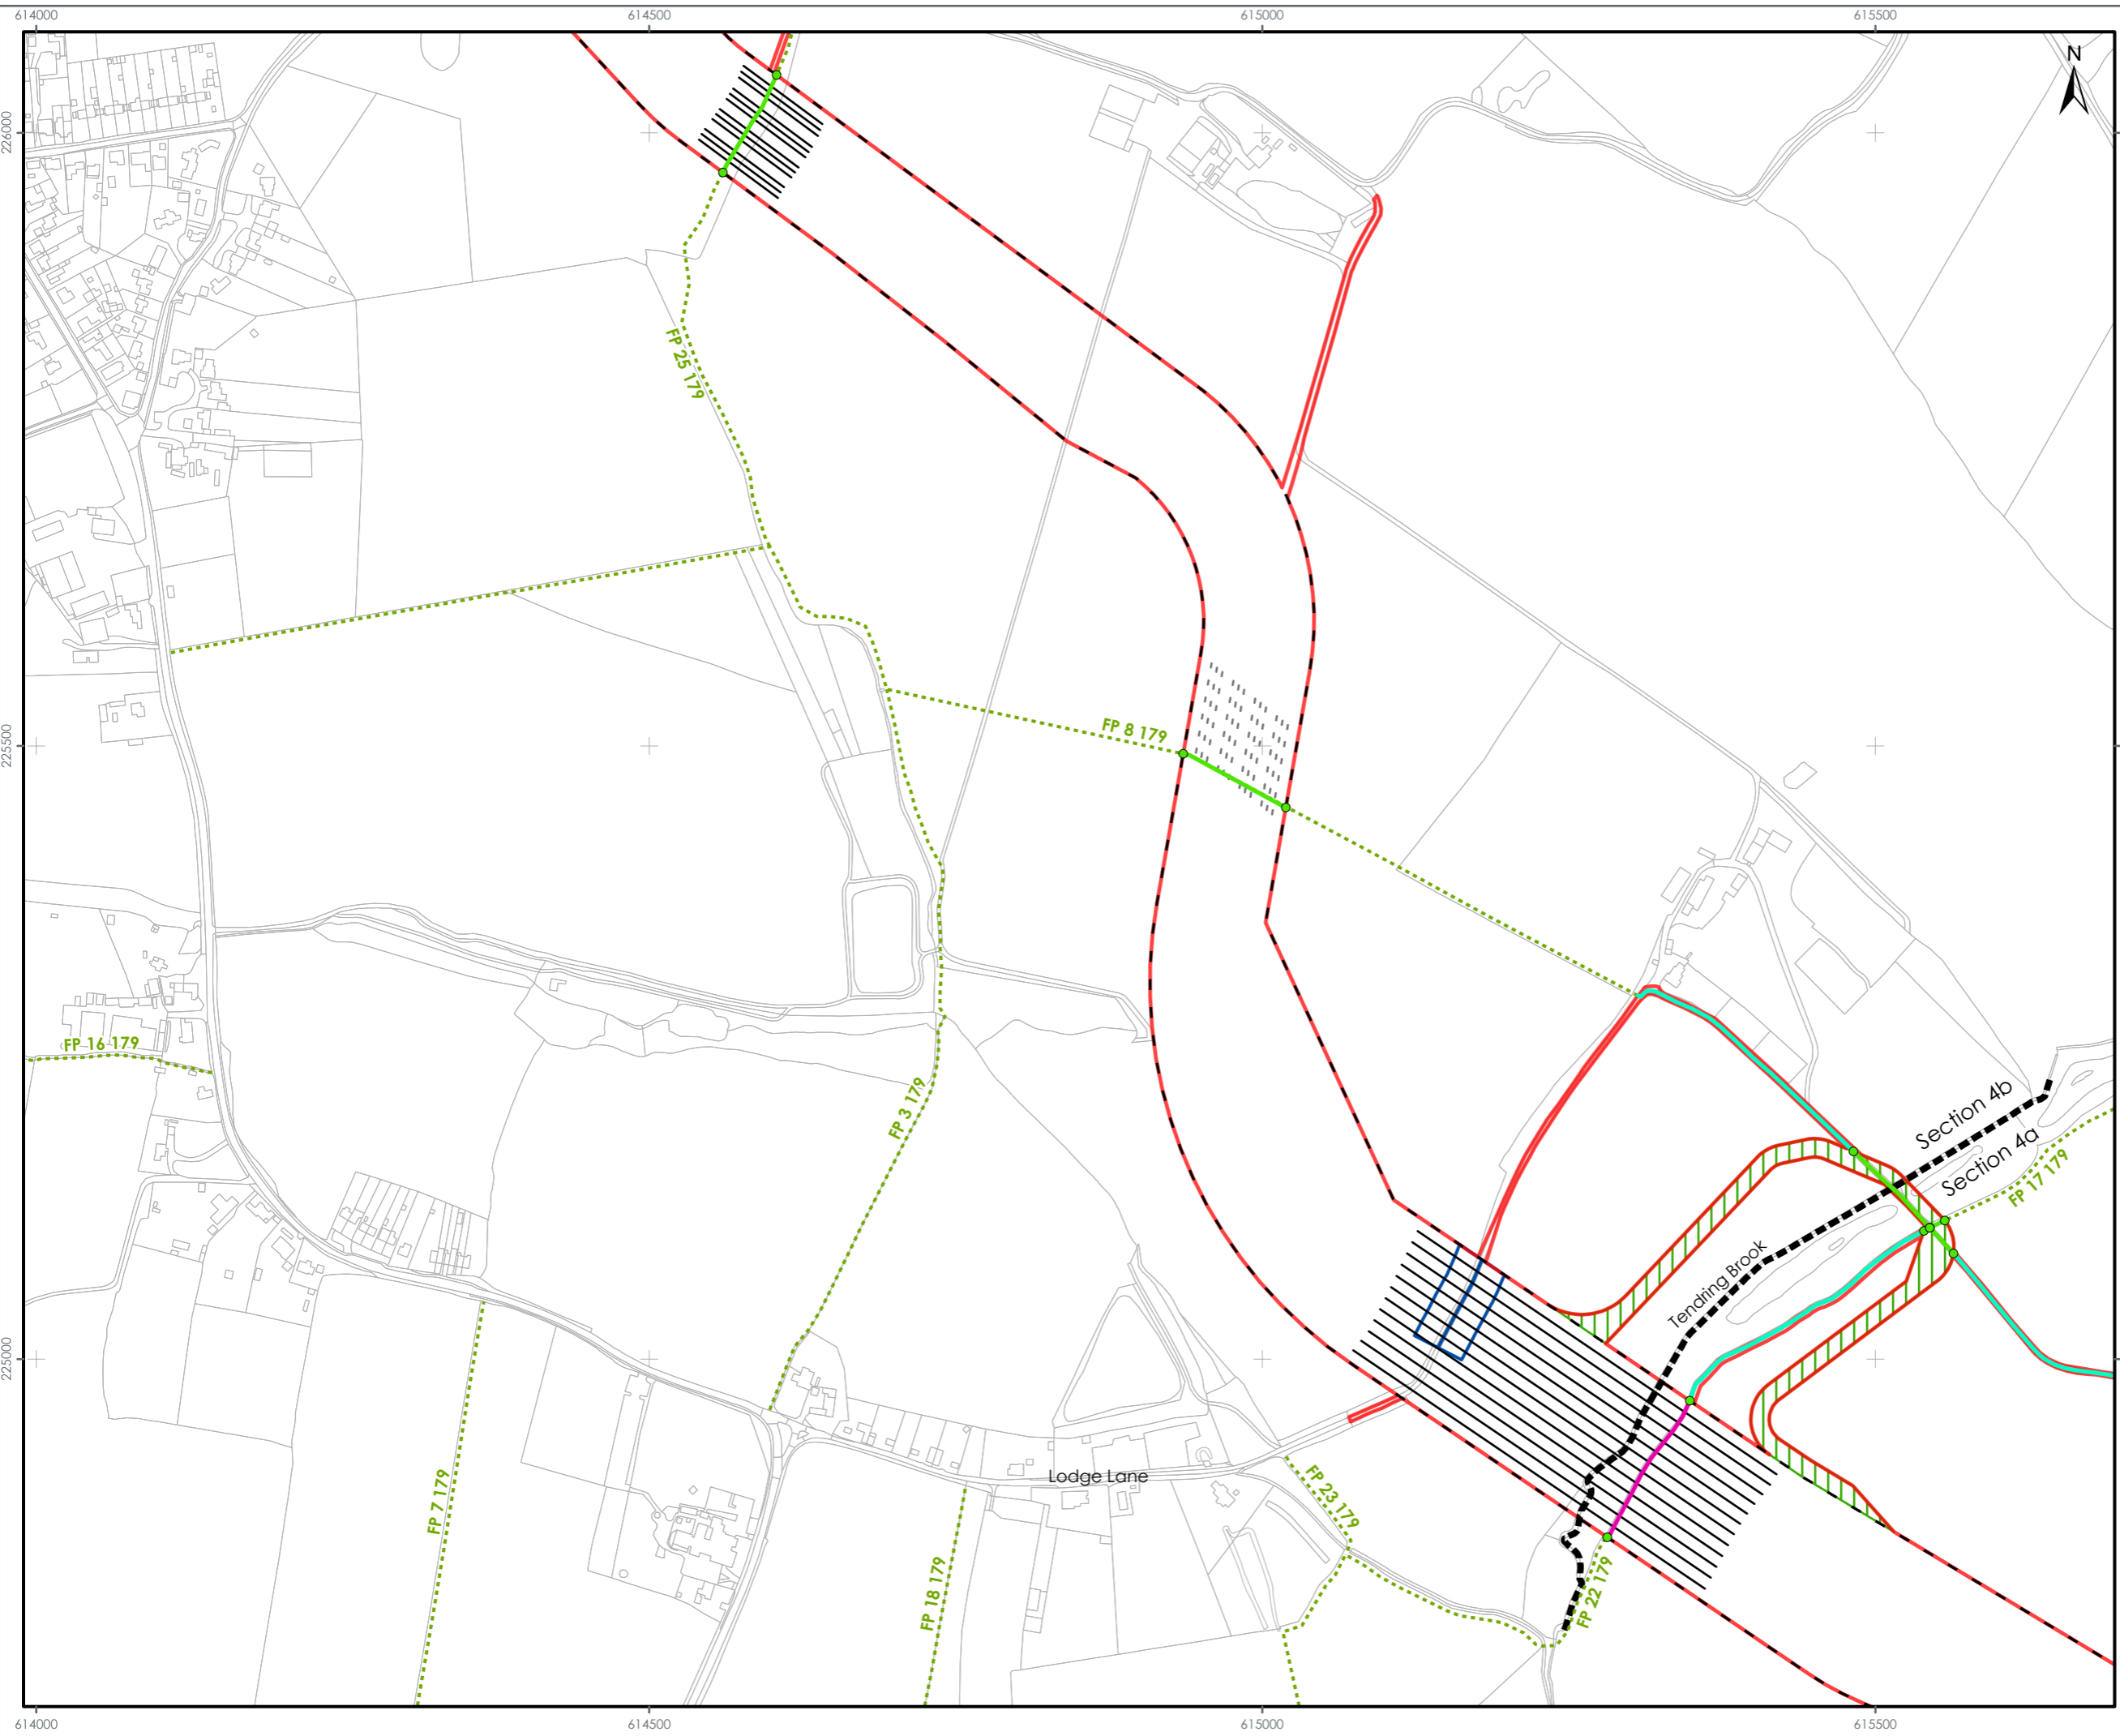 614000
614500
615000
615500
N
226000
FP 25 179
FP 8 179
225500
FP 16 179
FP 3 179
Section 4b
Section 4a
FP 17 179
Tendring Brook
225000
Lodge Lane
FP 23 179
FP 7 179
FP 18 179
FP 22 179
614000
614500
615000
615500